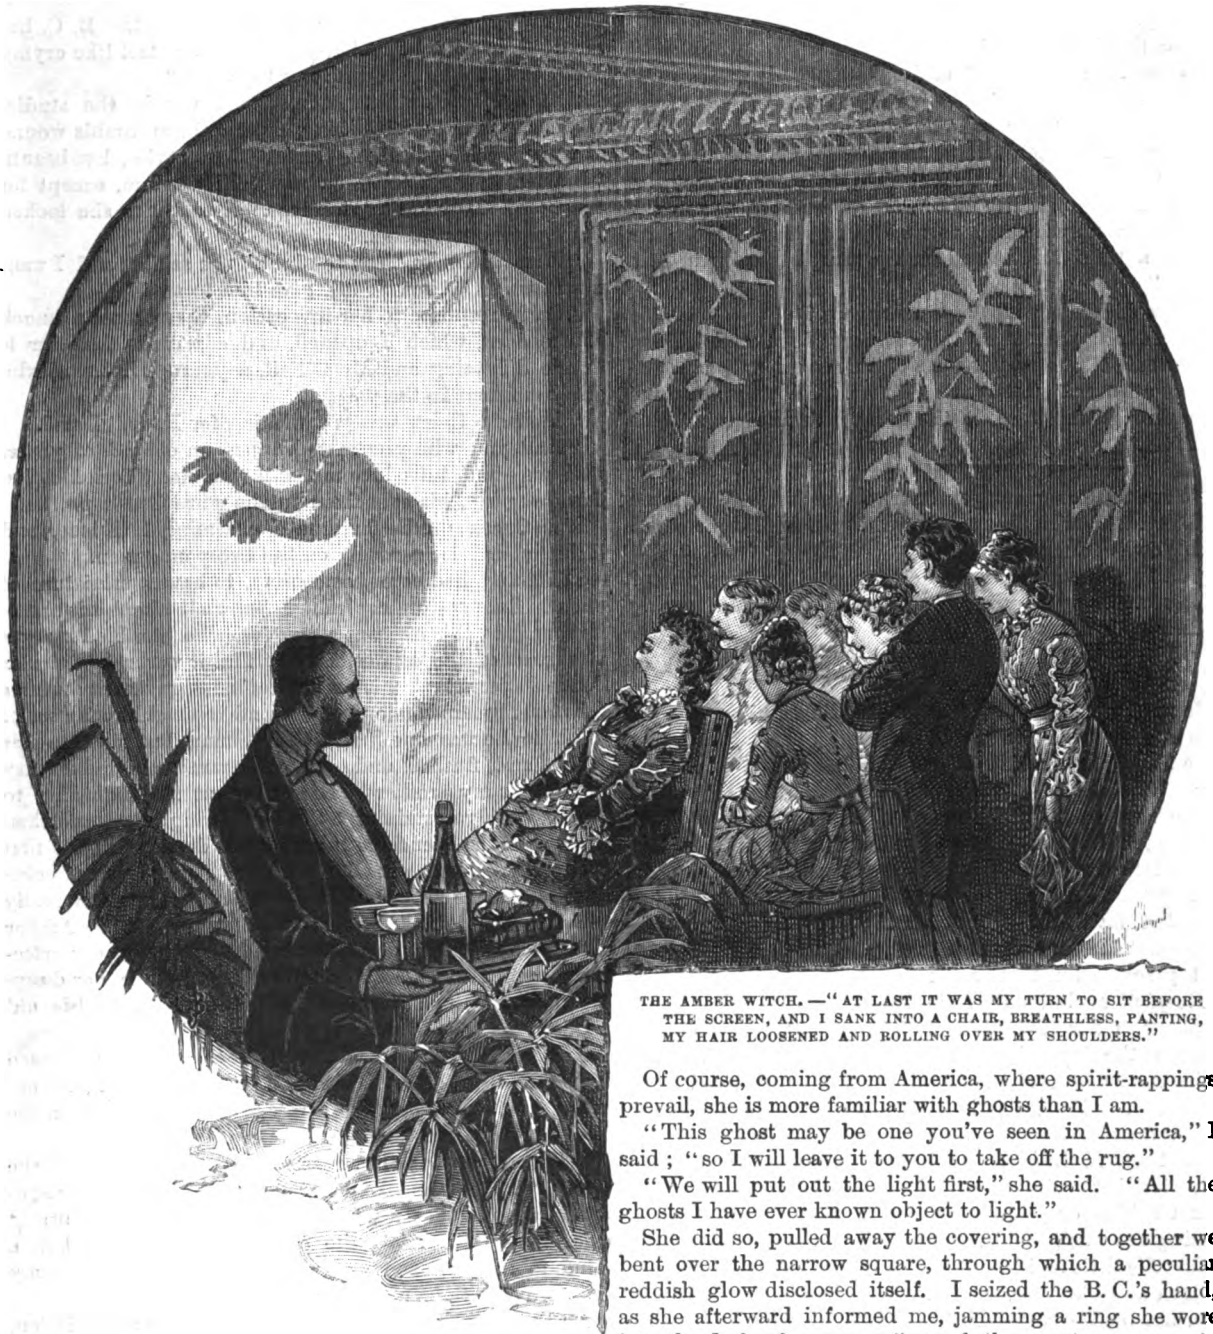 THE AMBER WITCH. —“AT LAST IT WAS MY TURN TO SIT BEFORE
THE SCREEN, AND I SANK INTO A CHAIR, BREATHLESS, PANTING,
MY HAIR LOOSENED AND ROLLING OVER MY SHOULDERS.”
Of course, coming from America, where spirit-rappings
prevail, she is more familiar with ghosts than I am.
“This ghost may be one you've seen in America,” I
said ; “so I will leave it to you to take off the rug.”
“We will put out the light first,” she said. “All the
ghosts I have ever known object to light.”
She did so, pulled away the covering, and together we
bent over the narrow square, through which a peculiar
reddish glow disclosed itself. I seized the B. C.'s hand,
as she afterward informed me, jamming a ring she wore